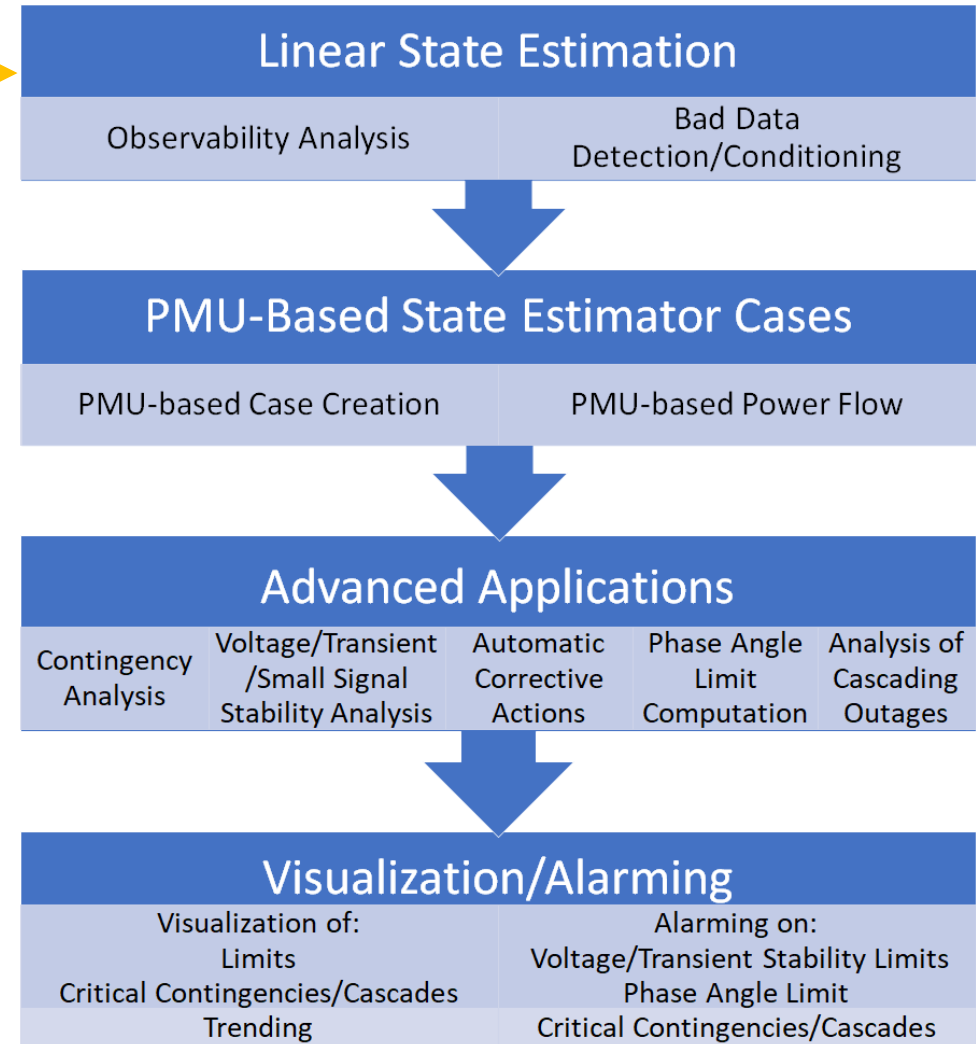 Linear State Estimation
Observability Analysis
Bad Data
Detection/Conditioning
PMU-Based State Estimator Cases
PMU-based Case Creation
PMU-based Power Flow
Advanced Applications
Contingency
Analysis
Voltage/Transient
/Small Signal
Stability Analysis
Automatic
Corrective
Actions
Phase Angle
Limit
Computation
Analysis of
Cascading
Outages
Visualization/Alarming
Visualization of:
Limits
Critical Contingencies/Cascades
Trending
Alarming on:
Voltage/Transient Stability Limits
Phase Angle Limit
Critical Contingencies/Cascades